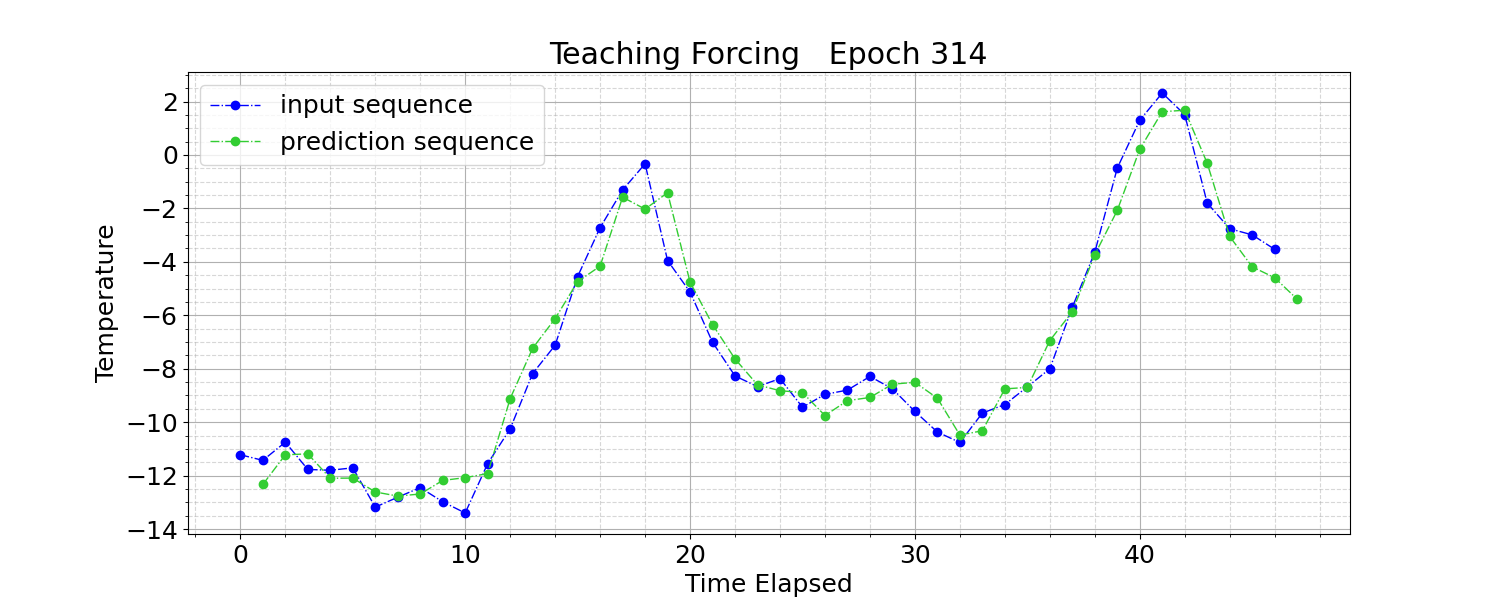 Teaching Forcing   Epoch 314
input sequence
prediction sequence
2
0
−2
−4
−6
−8
−10
−12
−14
Temperature
0 10 20 30 40
Time Elapsed